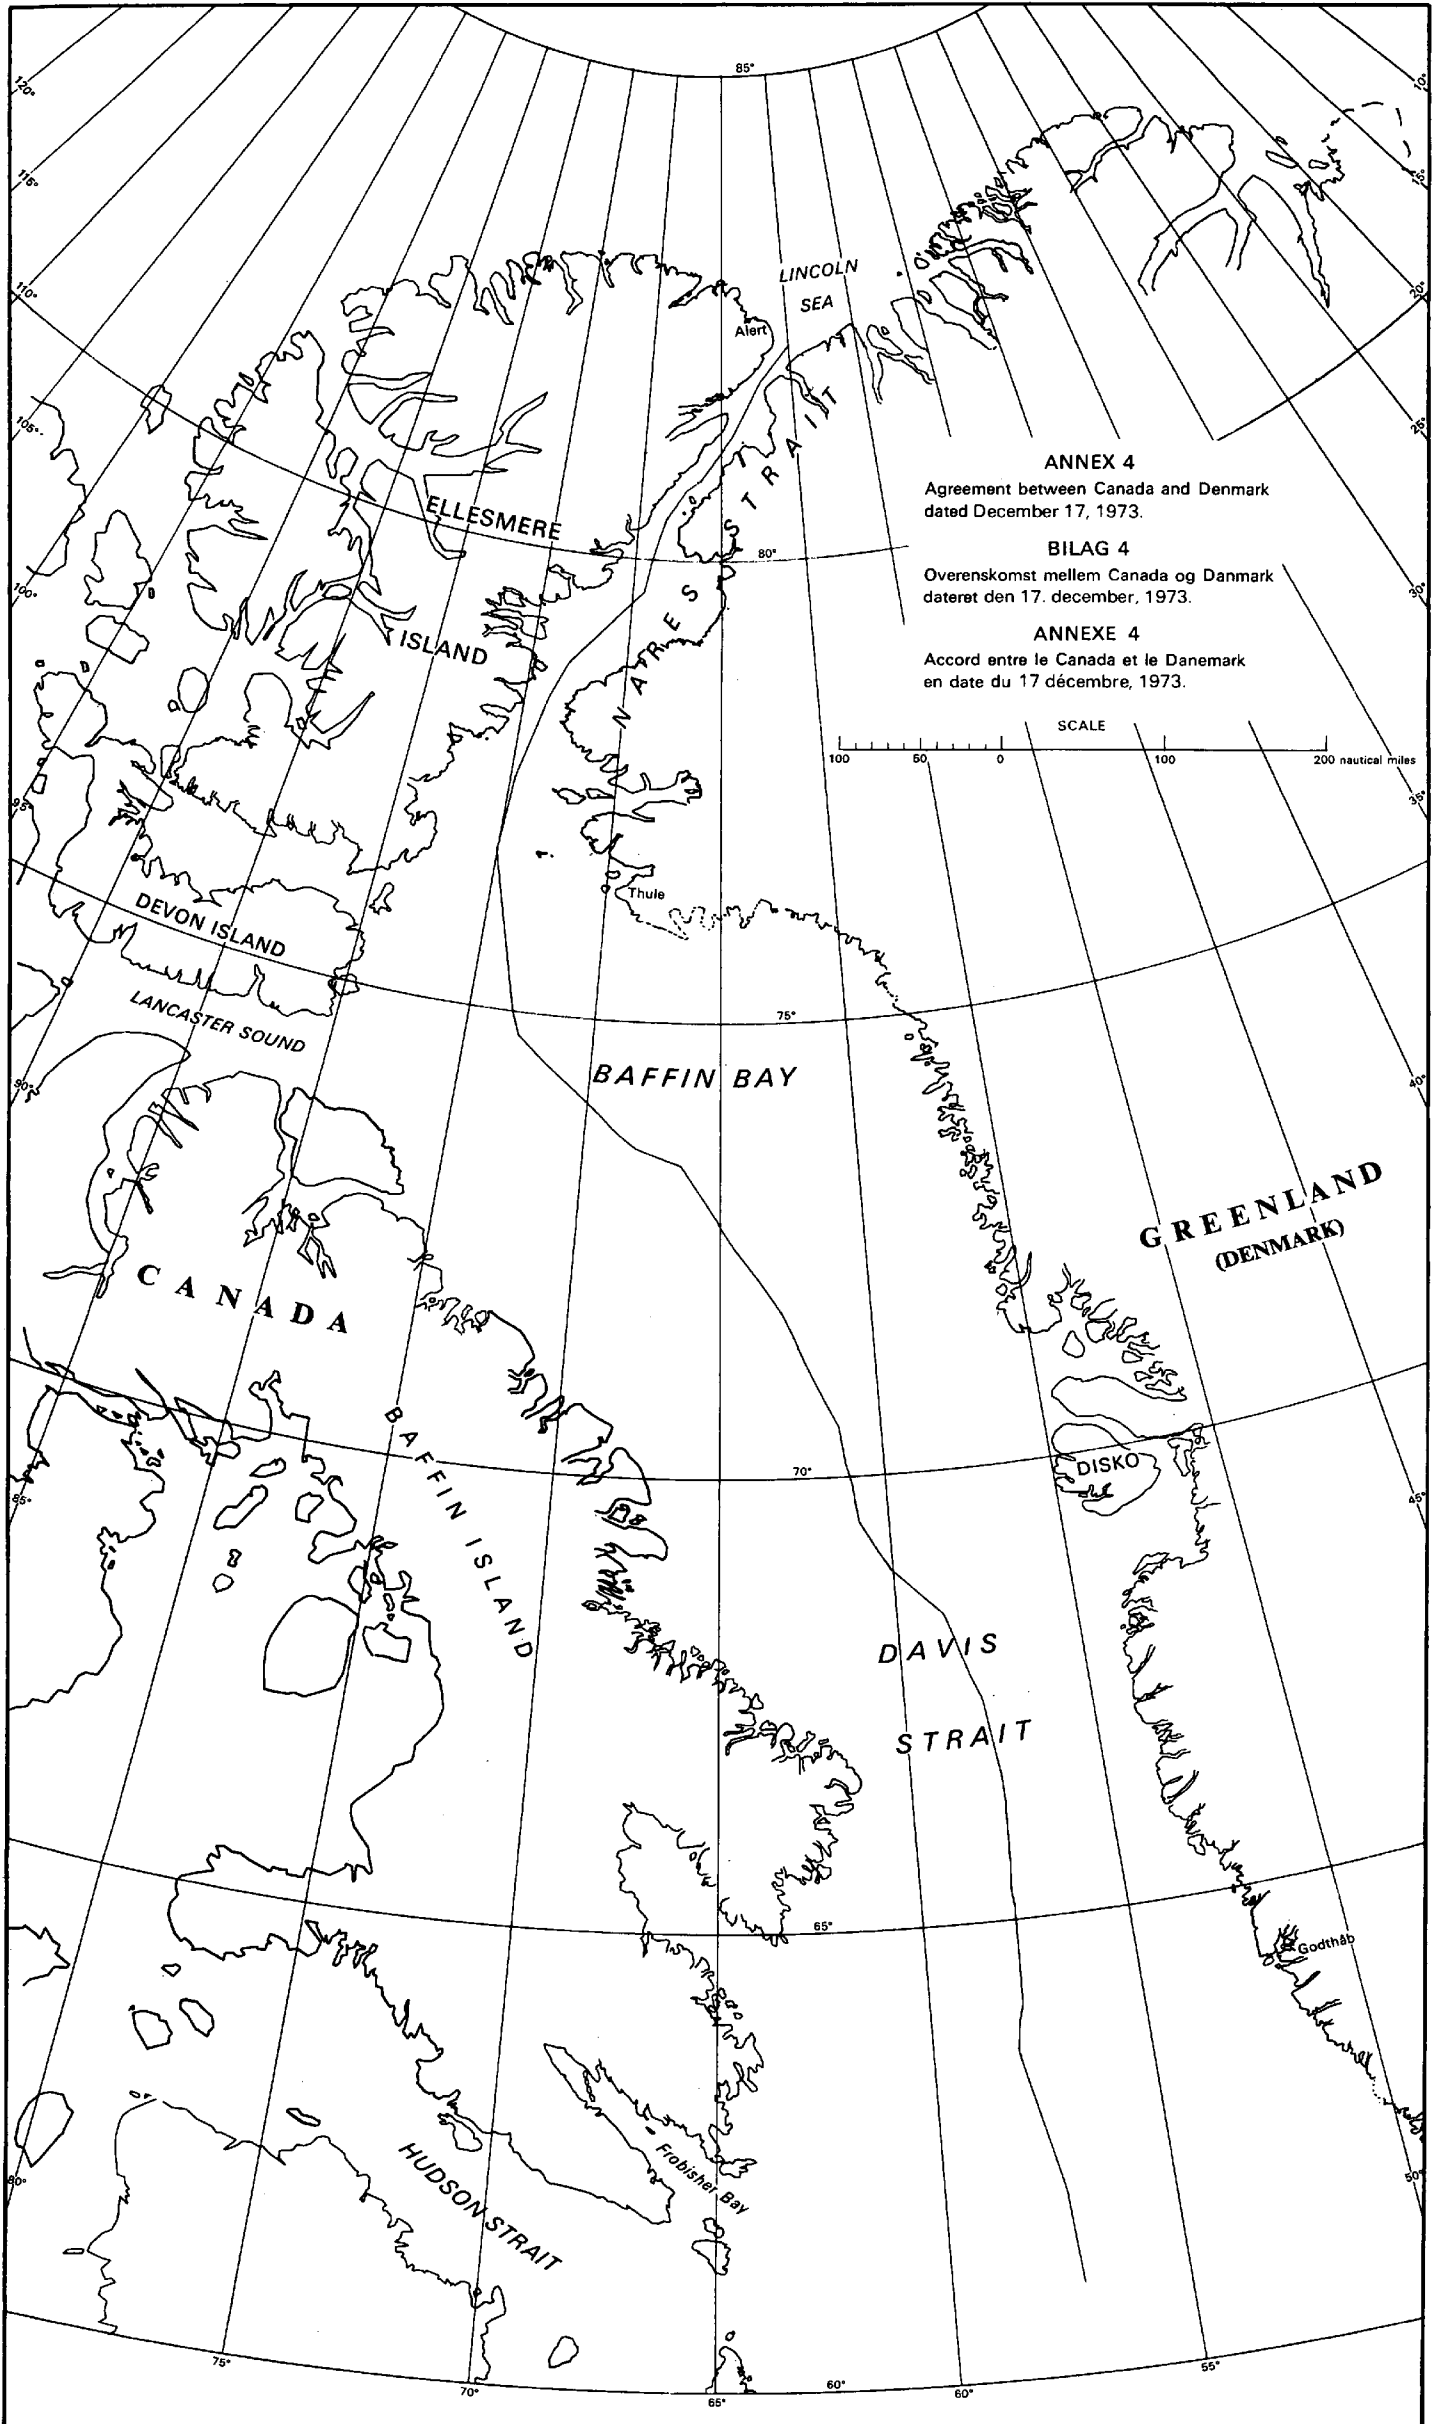 85°
120°
10°
115°
15°
110°
20°
LINCOLN
SEA
Alert
105°
25°
NARES STRAIT
ANNEX 4
Agreement between Canada and Denmark
dated December 17, 1973.
ELLESMERE
80°
BILAG 4
Overenskomst mellem Canada og Danmark
dateret den 17. december, 1973.
100°
30°
ISLAND
ANNEXE 4
Accord entre le Canada et le Danemark
en date du 17 décembre, 1973.
SCALE
100 50 0 100 200 nautical miles
95°
35°
Thule
DEVON ISLAND
LANCASTER SOUND
75°
BAFFIN BAY
90°
40°
GREENLAND
(DENMARK)
CANADA
BAFFIN ISLAND
70°
DISKO
85°
45°
DAVIS
STRAIT
65°
Godthåb
Frobisher Bay
HUDSON STRAIT
80°
50°
75°
70°
65°
60°
60°
55°